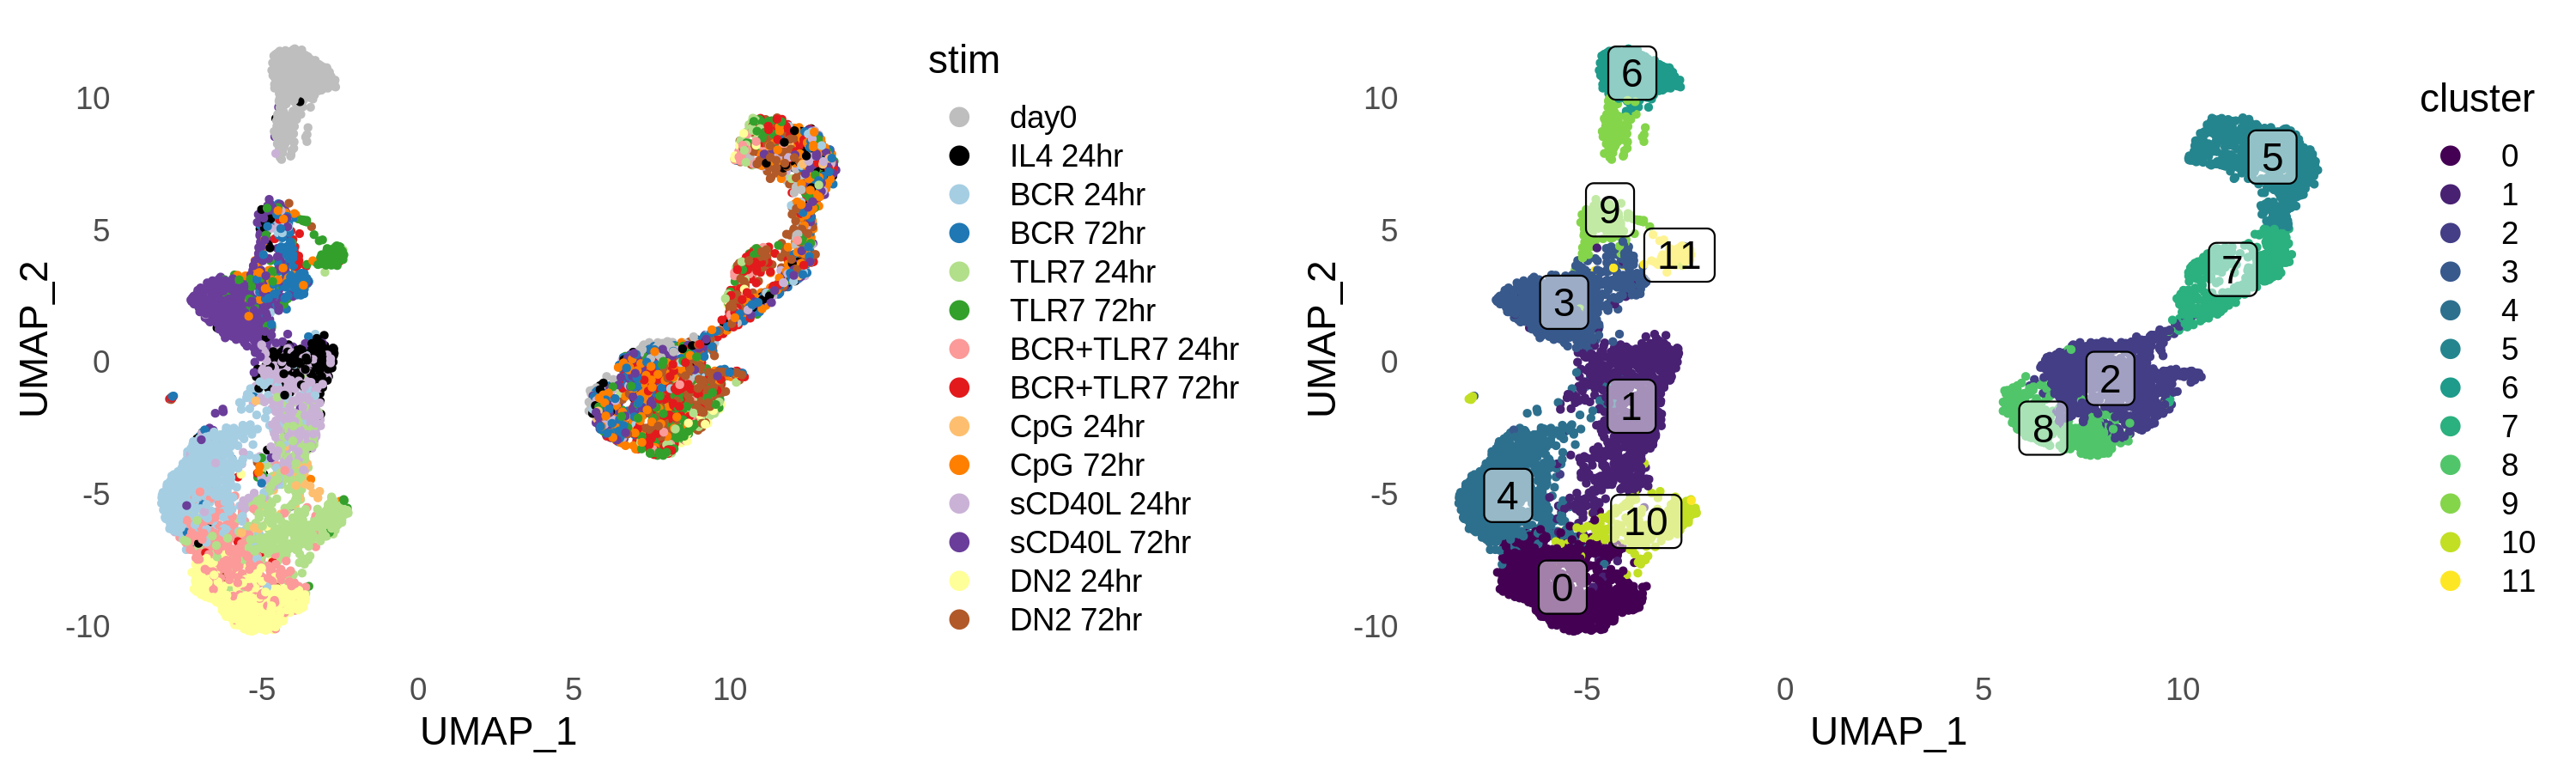 stim
day0
IL4 24hr
BCR 24hr
BCR 72hr
TLR7 24hr
TLR7 72hr
BCR+TLR7 24hr
BCR+TLR7 72hr
CpG 24hr
CpG 72hr
sCD40L 24hr
sCD40L 72hr
DN2 24hr
DN2 72hr
UMAP_2
10
5
0
-5
-10
-5
0
5
10
UMAP_1
UMAP_2
10
5
0
-5
-10
-5
0
5
10
UMAP_1
6
9
11
3
1
4
10
0
5
7
2
8
cluster
0
1
2
3
4
5
6
7
8
9
10
11